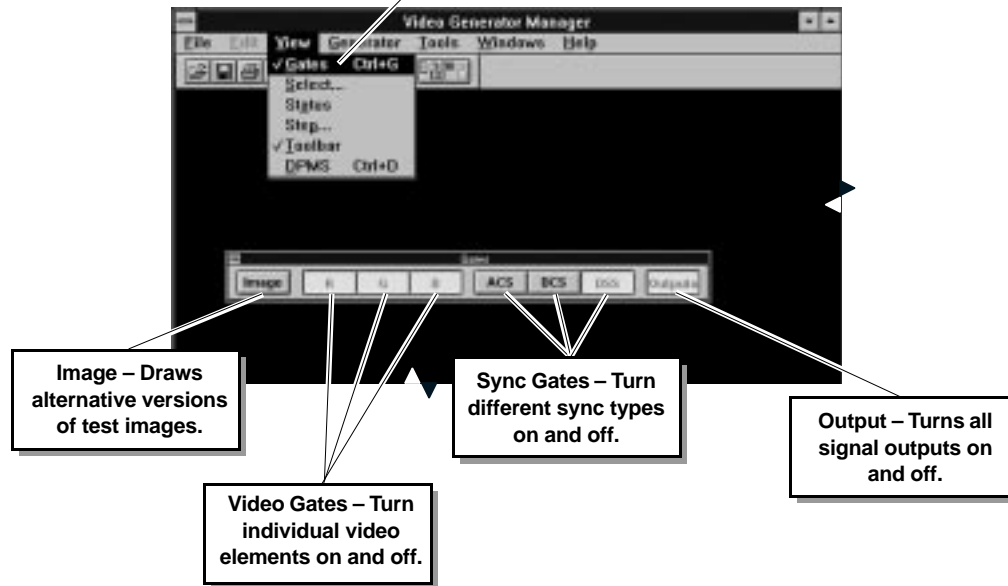 Video Generator Manager
File Edit View Generator Tools Windows Help
✓Gates Ctrl+G
Select...
States
Step...
✓Toolbar
DPMS Ctrl+D
Gates
Image R G B ACS BCS DSS Outputs
Image – Draws
alternative versions
of test images.
Sync Gates – Turn
different sync types
on and off.
Output – Turns all
signal outputs on
and off.
Video Gates – Turn
individual video
elements on and off.